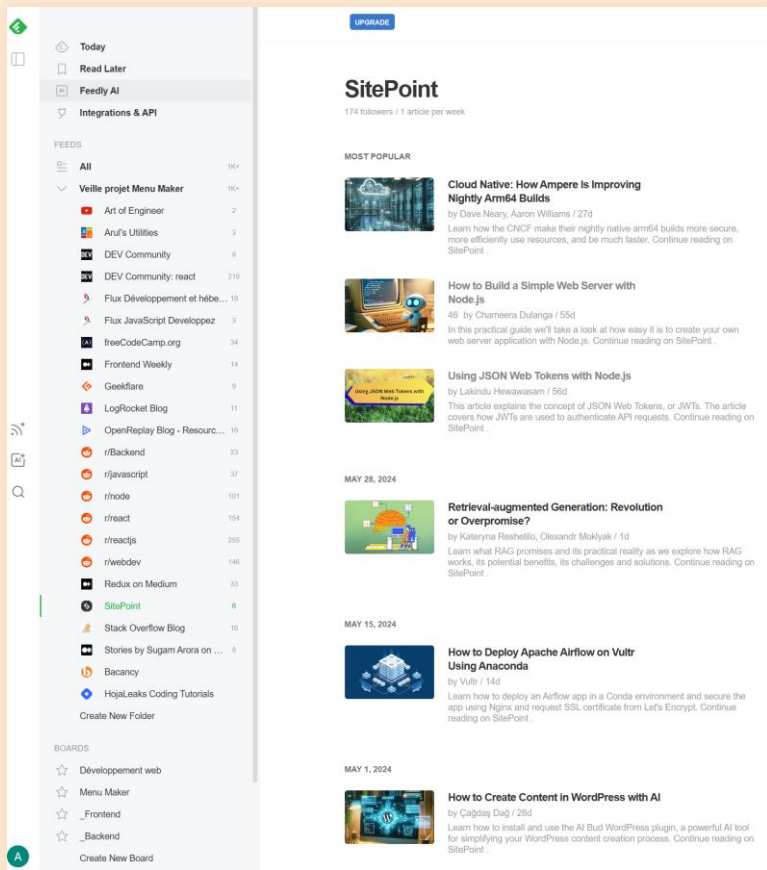 UPGRADE
Today
Read Later
AI Feedly AI
Integrations & API
FEEDS
All 1K+
Veille projet Menu Maker 1K+
Art of Engineer 2
Arul's Utilities 3
DEV DEV Community 8
DEV DEV Community: react 219
Flux Développement et hébe... 18
Flux JavaScript Developpez 3
freeCodeCamp.org 34
Frontend Weekly 14
Geekflare 9
LogRocket Blog 11
OpenReplay Blog - Resourc... 16
r/Backend 23
r/javascript 37
r/node 101
r/react 154
r/reactjs 255
r/webdev 146
Redux on Medium 33
SitePoint 6
Stack Overflow Blog 16
Stories by Sugam Arora on ... 8
Bacancy
HojaLeaks Coding Tutorials
Create New Folder
BOARDS
Développement web
Menu Maker
_Frontend
_Backend
Create New Board
AI
A
SitePoint
174 followers / 1 article per week
MOST POPULAR
Cloud Native: How Ampere Is Improving
Nightly Arm64 Builds
by Dave Neary, Aaron Williams / 27d
Learn how the CNCF make their nightly native arm64 builds more secure,
more efficiently use resources, and be much faster. Continue reading on
SitePoint .
How to Build a Simple Web Server with
Node.js
46 by Chameera Dulanga / 55d
In this practical guide we'll take a look at how easy it is to create your own
web server application with Node.js. Continue reading on SitePoint .
Using JSON Web Tokens with
Node.js
Using JSON Web Tokens with Node.js
by Lakindu Hewawasam / 56d
This article explains the concept of JSON Web Tokens, or JWTs. The article
covers how JWTs are used to authenticate API requests. Continue reading on
SitePoint .
MAY 28, 2024
Retrieval-augmented Generation: Revolution
or Overpromise?
by Kateryna Reshetilo, Olexandr Moklyak / 1d
Learn what RAG promises and its practical reality as we explore how RAG
works, its potential benefits, its challenges and solutions. Continue reading on
SitePoint .
MAY 15, 2024
How to Deploy Apache Airflow on Vultr
Using Anaconda
by Vultr / 14d
Learn how to deploy an Airflow app in a Conda environment and secure the
app using Nginx and request SSL certificate from Let's Encrypt. Continue
reading on SitePoint .
MAY 1, 2024
How to Create Content in WordPress with AI
by Çağdaş Dağ / 28d
Learn how to install and use the AI Bud WordPress plugin, a powerful AI tool
for simplifying your WordPress content creation process. Continue reading on
SitePoint .